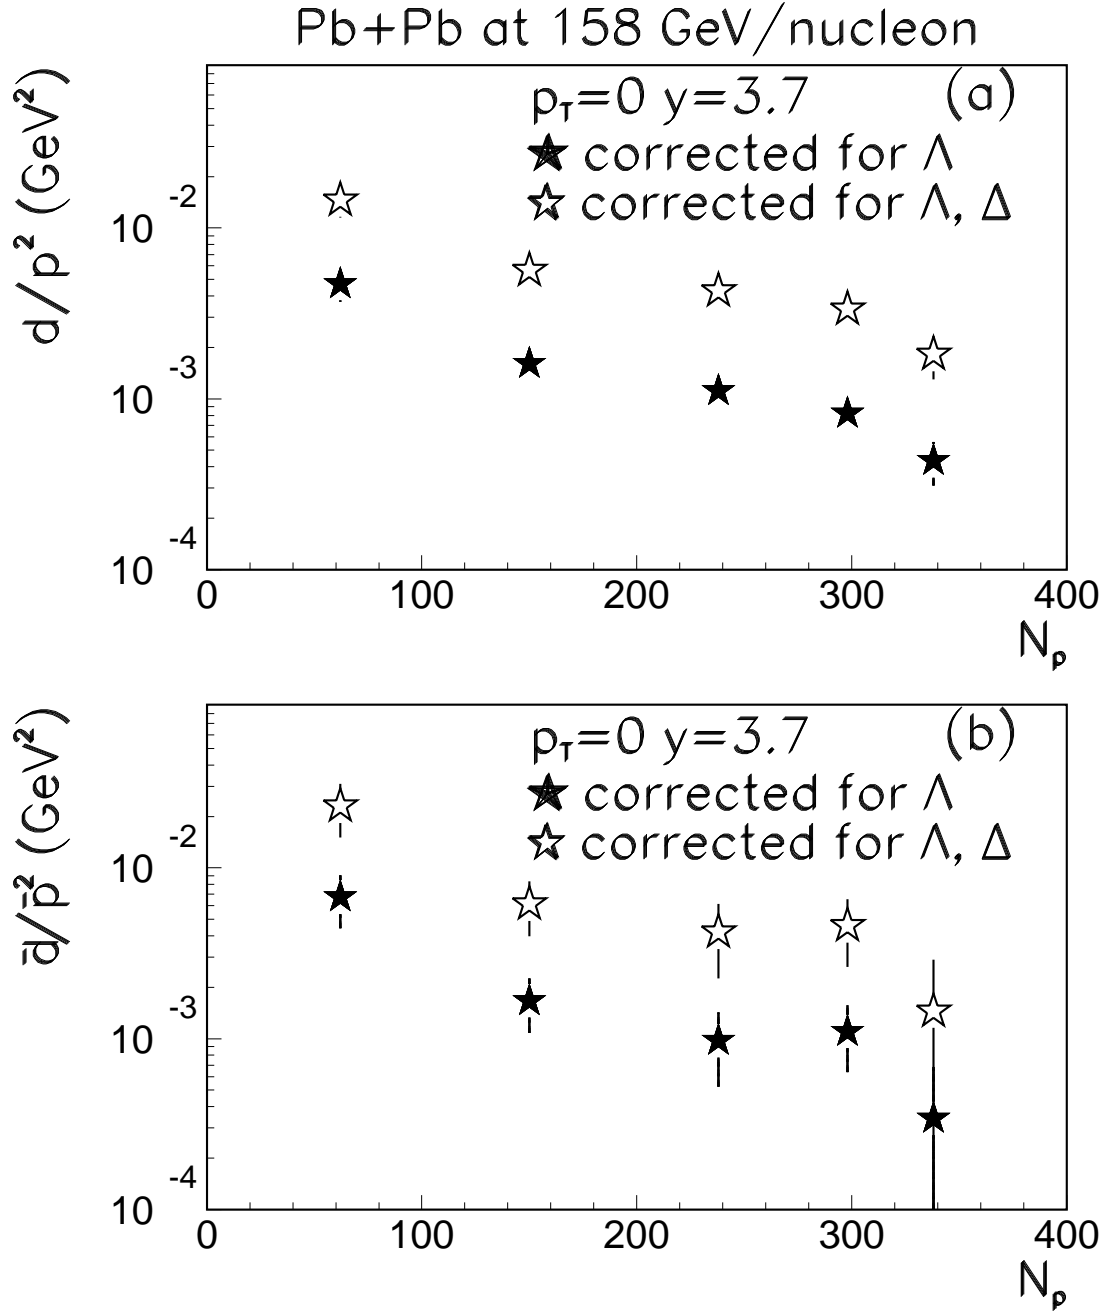 Pb+Pb at 158 GeV/nucleon
d/p² (GeV²)
p_T=0 y=3.7
(a)
★ corrected for Λ
☆ corrected for Λ, Δ
10⁻²
10⁻³
10⁻⁴
0 100 200 300 400
N_p
d̄/p̄² (GeV²)
p_T=0 y=3.7
(b)
★ corrected for Λ
☆ corrected for Λ, Δ
10⁻²
10⁻³
10⁻⁴
0 100 200 300 400
N_p